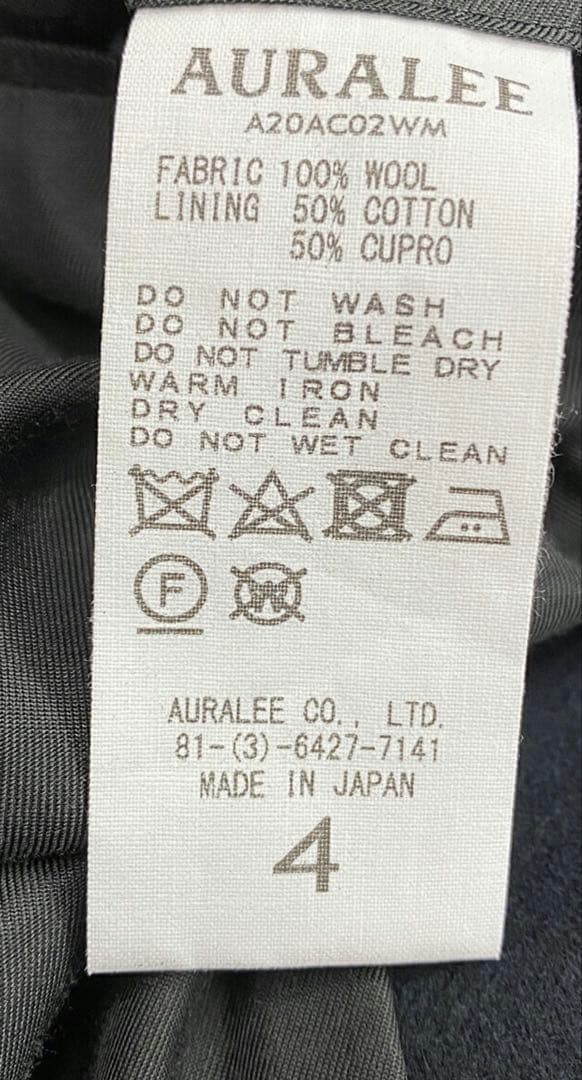 AURALEE
A20AC02WM
FABRIC 100% WOOL
LINING 50% COTTON
50% CUPRO
DO NOT WASH
DO NOT BLEACH
DO NOT TUMBLE DRY
WARM IRON
DRY CLEAN
DO NOT WET CLEAN
F W
AURALEE CO., LTD.
81-(3)-6427-7141
MADE IN JAPAN
4